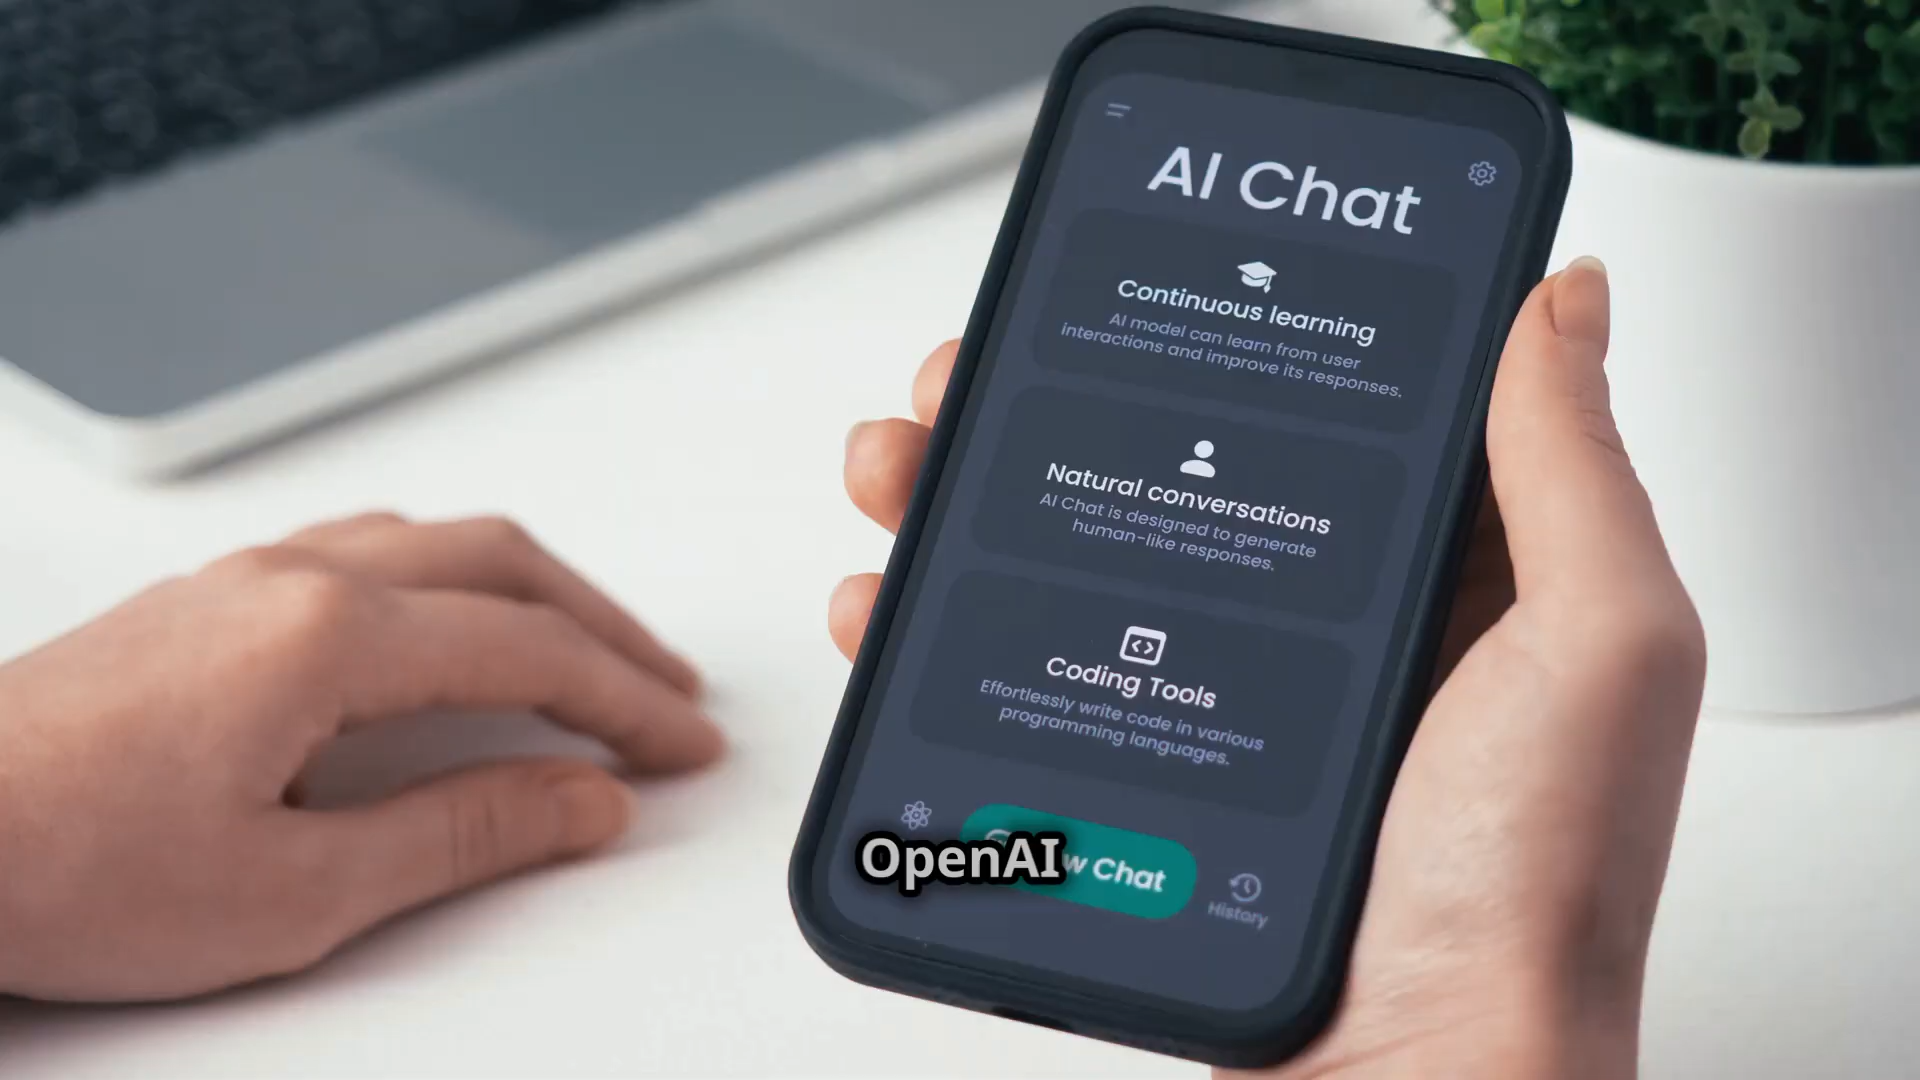 AI Chat
Continuous learning
AI model can learn from user
interactions and improve its responses.
Natural conversations
AI Chat is designed to generate
human-like responses.
Coding Tools
Effortlessly write code in various
programming languages.
OpenAI
Chat
History